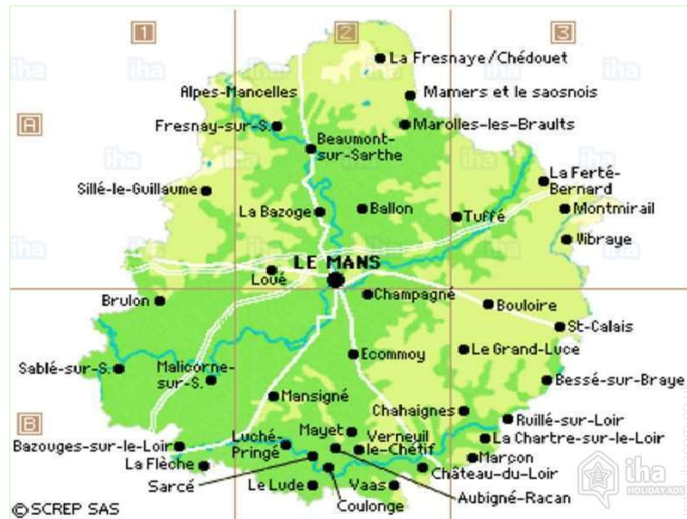 1
2
3
La Fresnaye/Chédouet
Alpes-Mancelles
Mamers et le saosnois
A
Fresnay-sur-S.
Marolles-les-Braults
Beaumont-
sur-Sarthe
La Ferté-
Bernard
Sillé-le-Guillaume
La Bazoge
Ballon
Tuffé
Montmirail
Vibraye
LE MANS
Loué
Champagné
Brulon
Bouloire
St-Calais
Ecommoy
Le Grand-Luce
Sablé-sur-S.
Malicorne-
sur-S.
Bessé-sur-Braye
Mansigné
Chahaignes
Ruillé-sur-Loir
B
Mayet
Verneuil
le-Chétif
La Chartre-sur-le-Loir
Bazouges-sur-le-Loir
Luché-
Pringé
Marçon
La Flèche
Château-du-Loir
Sarcé
Le Lude
Vaas
Aubigné-Racan
Coulonge
©SCREP SAS
iha
HOLIDAY ADS